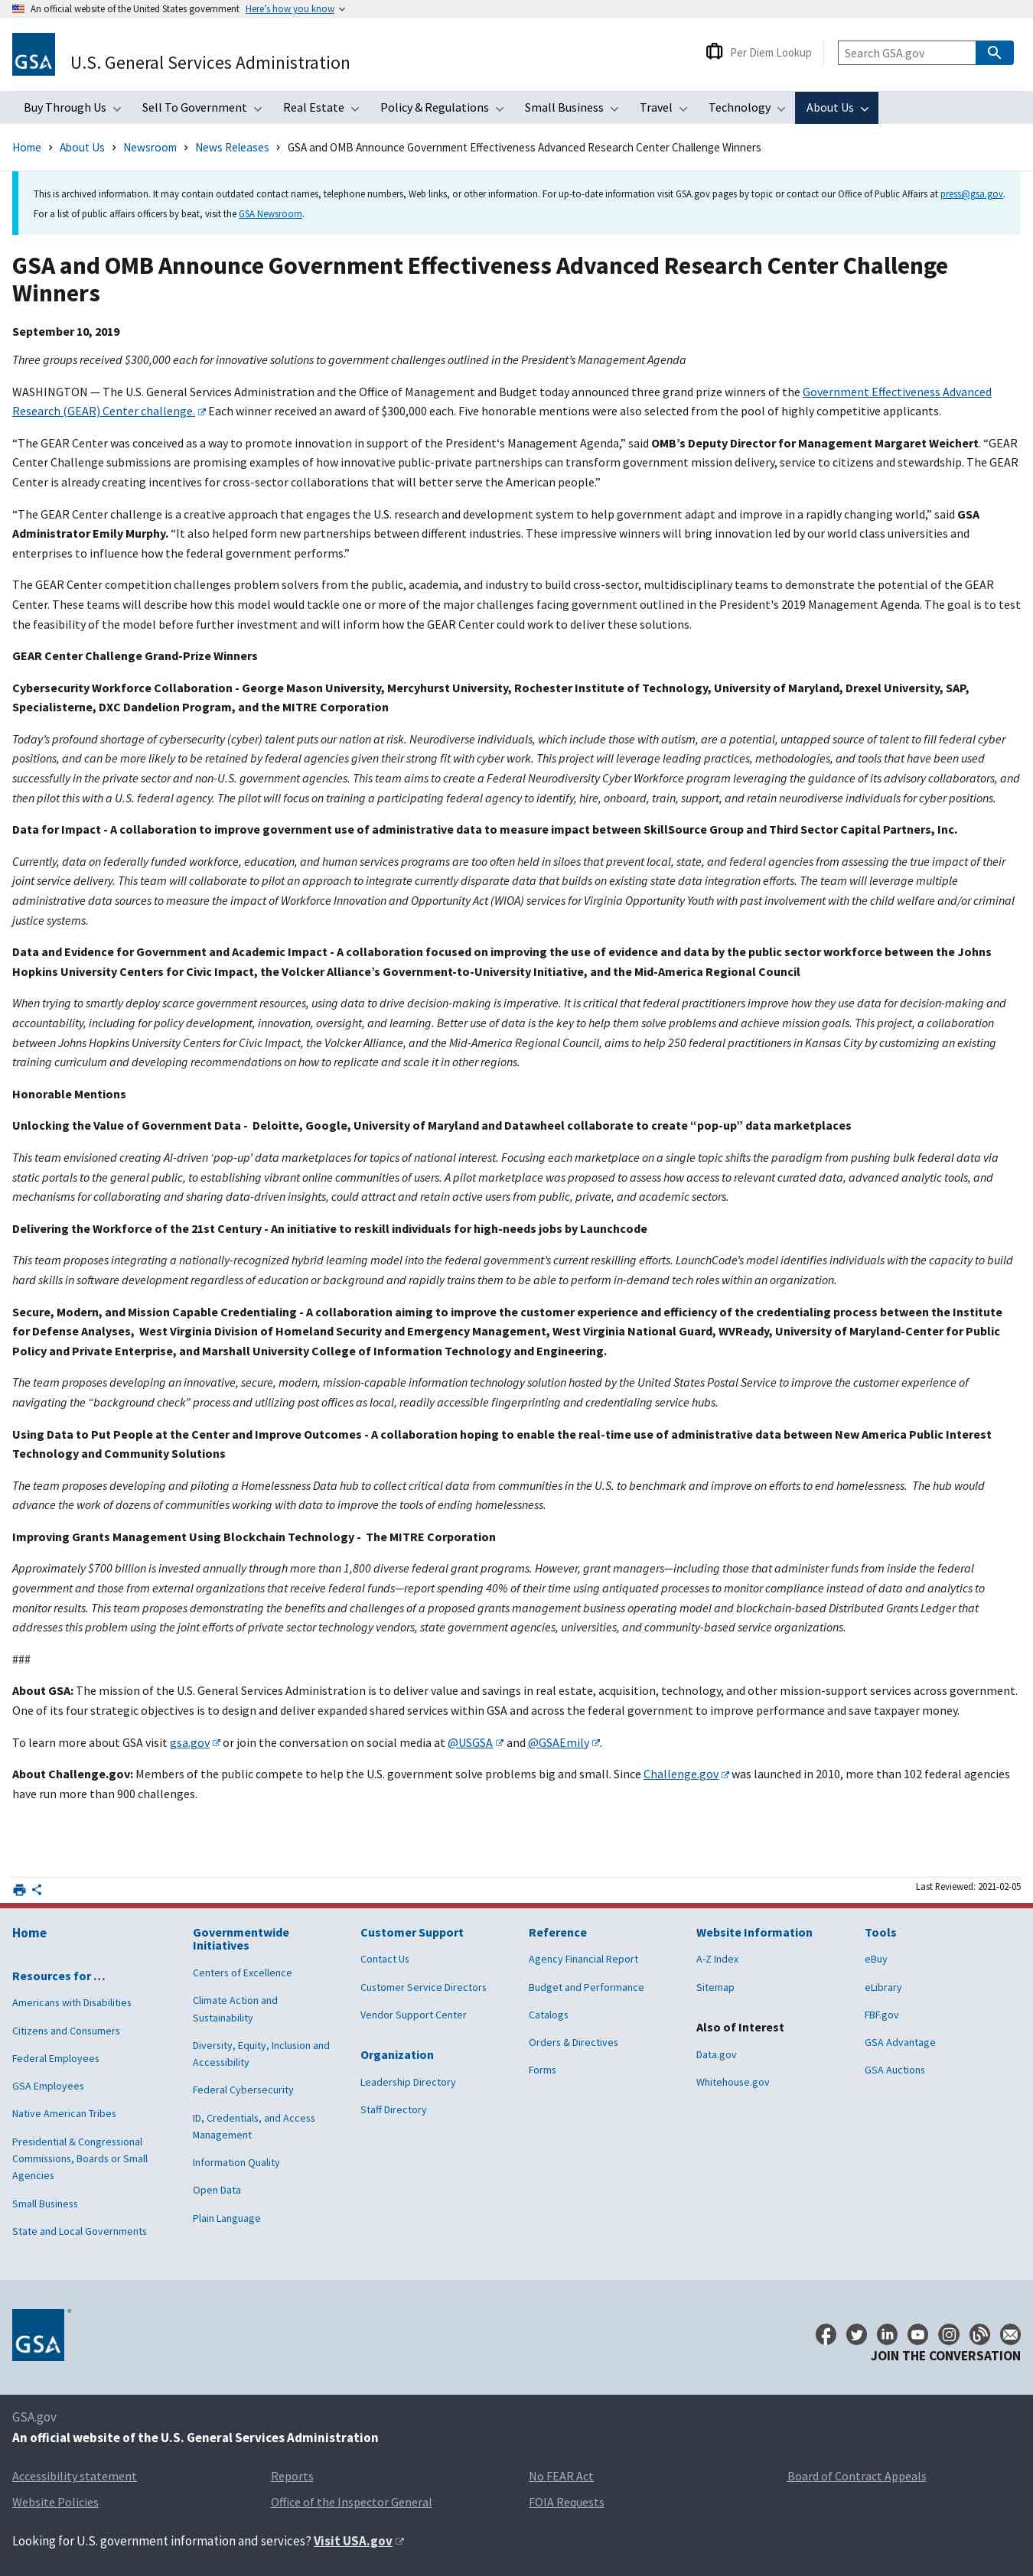 An official website of the United States government Here's how you know
GSA U.S. General Services Administration
Per Diem Lookup
Search GSA.gov
Buy Through Us Sell To Government Real Estate Policy & Regulations Small Business Travel Technology About Us
Home › About Us › Newsroom › News Releases › GSA and OMB Announce Government Effectiveness Advanced Research Center Challenge Winners
This is archived information. It may contain outdated contact names, telephone numbers, Web links, or other information. For up-to-date information visit GSA.gov pages by topic or contact our Office of Public Affairs at press@gsa.gov.
For a list of public affairs officers by beat, visit the GSA Newsroom.
GSA and OMB Announce Government Effectiveness Advanced Research Center Challenge
Winners
September 10, 2019
Three groups received $300,000 each for innovative solutions to government challenges outlined in the President’s Management Agenda
WASHINGTON — The U.S. General Services Administration and the Office of Management and Budget today announced three grand prize winners of the Government Effectiveness Advanced
Research (GEAR) Center challenge. Each winner received an award of $300,000 each. Five honorable mentions were also selected from the pool of highly competitive applicants.
“The GEAR Center was conceived as a way to promote innovation in support of the President‘s Management Agenda,” said OMB’s Deputy Director for Management Margaret Weichert. “GEAR
Center Challenge submissions are promising examples of how innovative public-private partnerships can transform government mission delivery, service to citizens and stewardship. The GEAR
Center is already creating incentives for cross-sector collaborations that will better serve the American people.”
“The GEAR Center challenge is a creative approach that engages the U.S. research and development system to help government adapt and improve in a rapidly changing world,” said GSA
Administrator Emily Murphy. “It also helped form new partnerships between different industries. These impressive winners will bring innovation led by our world class universities and
enterprises to influence how the federal government performs.”
The GEAR Center competition challenges problem solvers from the public, academia, and industry to build cross-sector, multidisciplinary teams to demonstrate the potential of the GEAR
Center. These teams will describe how this model would tackle one or more of the major challenges facing government outlined in the President's 2019 Management Agenda. The goal is to test
the feasibility of the model before further investment and will inform how the GEAR Center could work to deliver these solutions.
GEAR Center Challenge Grand-Prize Winners
Cybersecurity Workforce Collaboration - George Mason University, Mercyhurst University, Rochester Institute of Technology, University of Maryland, Drexel University, SAP,
Specialisterne, DXC Dandelion Program, and the MITRE Corporation
Today’s profound shortage of cybersecurity (cyber) talent puts our nation at risk. Neurodiverse individuals, which include those with autism, are a potential, untapped source of talent to fill federal cyber
positions, and can be more likely to be retained by federal agencies given their strong fit with cyber work. This project will leverage leading practices, methodologies, and tools that have been used
successfully in the private sector and non-U.S. government agencies. This team aims to create a Federal Neurodiversity Cyber Workforce program leveraging the guidance of its advisory collaborators, and
then pilot this with a U.S. federal agency. The pilot will focus on training a participating federal agency to identify, hire, onboard, train, support, and retain neurodiverse individuals for cyber positions.
Data for Impact - A collaboration to improve government use of administrative data to measure impact between SkillSource Group and Third Sector Capital Partners, Inc.
Currently, data on federally funded workforce, education, and human services programs are too often held in siloes that prevent local, state, and federal agencies from assessing the true impact of their
joint service delivery. This team will collaborate to pilot an approach to integrate currently disparate data that builds on existing state data integration efforts. The team will leverage multiple
administrative data sources to measure the impact of Workforce Innovation and Opportunity Act (WIOA) services for Virginia Opportunity Youth with past involvement with the child welfare and/or criminal
justice systems.
Data and Evidence for Government and Academic Impact - A collaboration focused on improving the use of evidence and data by the public sector workforce between the Johns
Hopkins University Centers for Civic Impact, the Volcker Alliance’s Government-to-University Initiative, and the Mid-America Regional Council
When trying to smartly deploy scarce government resources, using data to drive decision-making is imperative. It is critical that federal practitioners improve how they use data for decision-making and
accountability, including for policy development, innovation, oversight, and learning. Better use of data is the key to help them solve problems and achieve mission goals. This project, a collaboration
between Johns Hopkins University Centers for Civic Impact, the Volcker Alliance, and the Mid-America Regional Council, aims to help 250 federal practitioners in Kansas City by customizing an existing
training curriculum and developing recommendations on how to replicate and scale it in other regions.
Honorable Mentions
Unlocking the Value of Government Data - Deloitte, Google, University of Maryland and Datawheel collaborate to create “pop-up” data marketplaces
This team envisioned creating AI-driven ‘pop-up’ data marketplaces for topics of national interest. Focusing each marketplace on a single topic shifts the paradigm from pushing bulk federal data via
static portals to the general public, to establishing vibrant online communities of users. A pilot marketplace was proposed to assess how access to relevant curated data, advanced analytic tools, and
mechanisms for collaborating and sharing data-driven insights, could attract and retain active users from public, private, and academic sectors.
Delivering the Workforce of the 21st Century - An initiative to reskill individuals for high-needs jobs by Launchcode
This team proposes integrating a nationally-recognized hybrid learning model with the government’s current reskilling efforts. LaunchCode’s model identifies individuals with the capacity to build
hard skills in software development regardless of education or background and rapidly trains them to be able to perform in-demand tech roles within an organization.
Secure, Modern, and Mission Capable Credentialing - A collaboration aiming to improve the customer experience and efficiency of the credentialing process between the Institute
for Defense Analyses, West Virginia Division of Homeland Security and Emergency Management, West Virginia National Guard, WVReady, University of Maryland-Center for Public
Policy and Private Enterprise, and Marshall University College of Information Technology and Engineering.
The team proposes developing an innovative, secure, modern, mission-capable information technology solution hosted by the United States Postal Service to improve the customer experience of
navigating the “background check” process and utilizing post offices as local, readily accessible fingerprinting and credentialing service hubs.
Using Data to Put People at the Center and Improve Outcomes - A collaboration hoping to enable the real-time use of administrative data between New America Public Interest
Technology and Community Solutions
The team proposes developing and piloting a Homelessness Data hub to collect critical data from communities in the U.S. to benchmark and improve on efforts to end homelessness. The hub would
advance the work of dozens of communities working with data to improve the tools of ending homelessness.
Improving Grants Management Using Blockchain Technology - The MITRE Corporation
Approximately $700 billion is invested annually through more than 1,800 diverse federal grant programs. However, grant managers—including those that administer funds from inside the federal
government and those from external organizations that receive federal funds—report spending 40% of their time using antiquated processes to monitor compliance instead of data and analytics to
monitor results. This team proposes demonstrating the benefits and challenges of a proposed grants management business operating model and blockchain-based Distributed Grants Ledger that
addresses this problem using the joint efforts of private sector technology vendors, state government agencies, universities, and community-based service organizations.
###
About GSA: The mission of the U.S. General Services Administration is to deliver value and savings in real estate, acquisition, technology, and other mission-support services across government.
One of its four strategic objectives is to improve and expand shared services within GSA and across the federal government to improve performance and save taxpayer money.
To learn more about GSA visit gsa.gov or join the conversation on social media at @USGSA and @GSAEmily.
About Challenge.gov: Members of the public compete to help the U.S. government solve problems big and small. Since Challenge.gov was launched in 2010, more than 102 federal agencies
have run more than 900 challenges.
Last Reviewed: 2021-02-05
Home
Resources for …
Americans with Disabilities
Citizens and Consumers
Federal Employees
GSA Employees
Native American Tribes
Presidential & Congressional
Commissions, Boards or Small
Agencies
Small Business
State and Local Governments
Governmentwide
Initiatives
Centers of Excellence
Climate Action and
Sustainability
Diversity, Equity, Inclusion and
Accessibility
Federal Cybersecurity
ID, Credentials, and Access
Management
Information Quality
Open Data
Plain Language
Customer Support
Contact Us
Customer Service Directors
Vendor Support Center
Organization
Leadership Directory
Staff Directory
Reference
Agency Financial Report
Budget and Performance
Catalogs
Orders & Directives
Forms
Website Information
A-Z Index
Sitemap
Also of Interest
Data.gov
Whitehouse.gov
Tools
eBuy
eLibrary
FBF.gov
GSA Advantage
GSA Auctions
GSA
JOIN THE CONVERSATION
GSA.gov
An official website of the U.S. General Services Administration
Accessibility statement Reports No FEAR Act Board of Contract Appeals
Website Policies Office of the Inspector General FOIA Requests
Looking for U.S. government information and services? Visit USA.gov